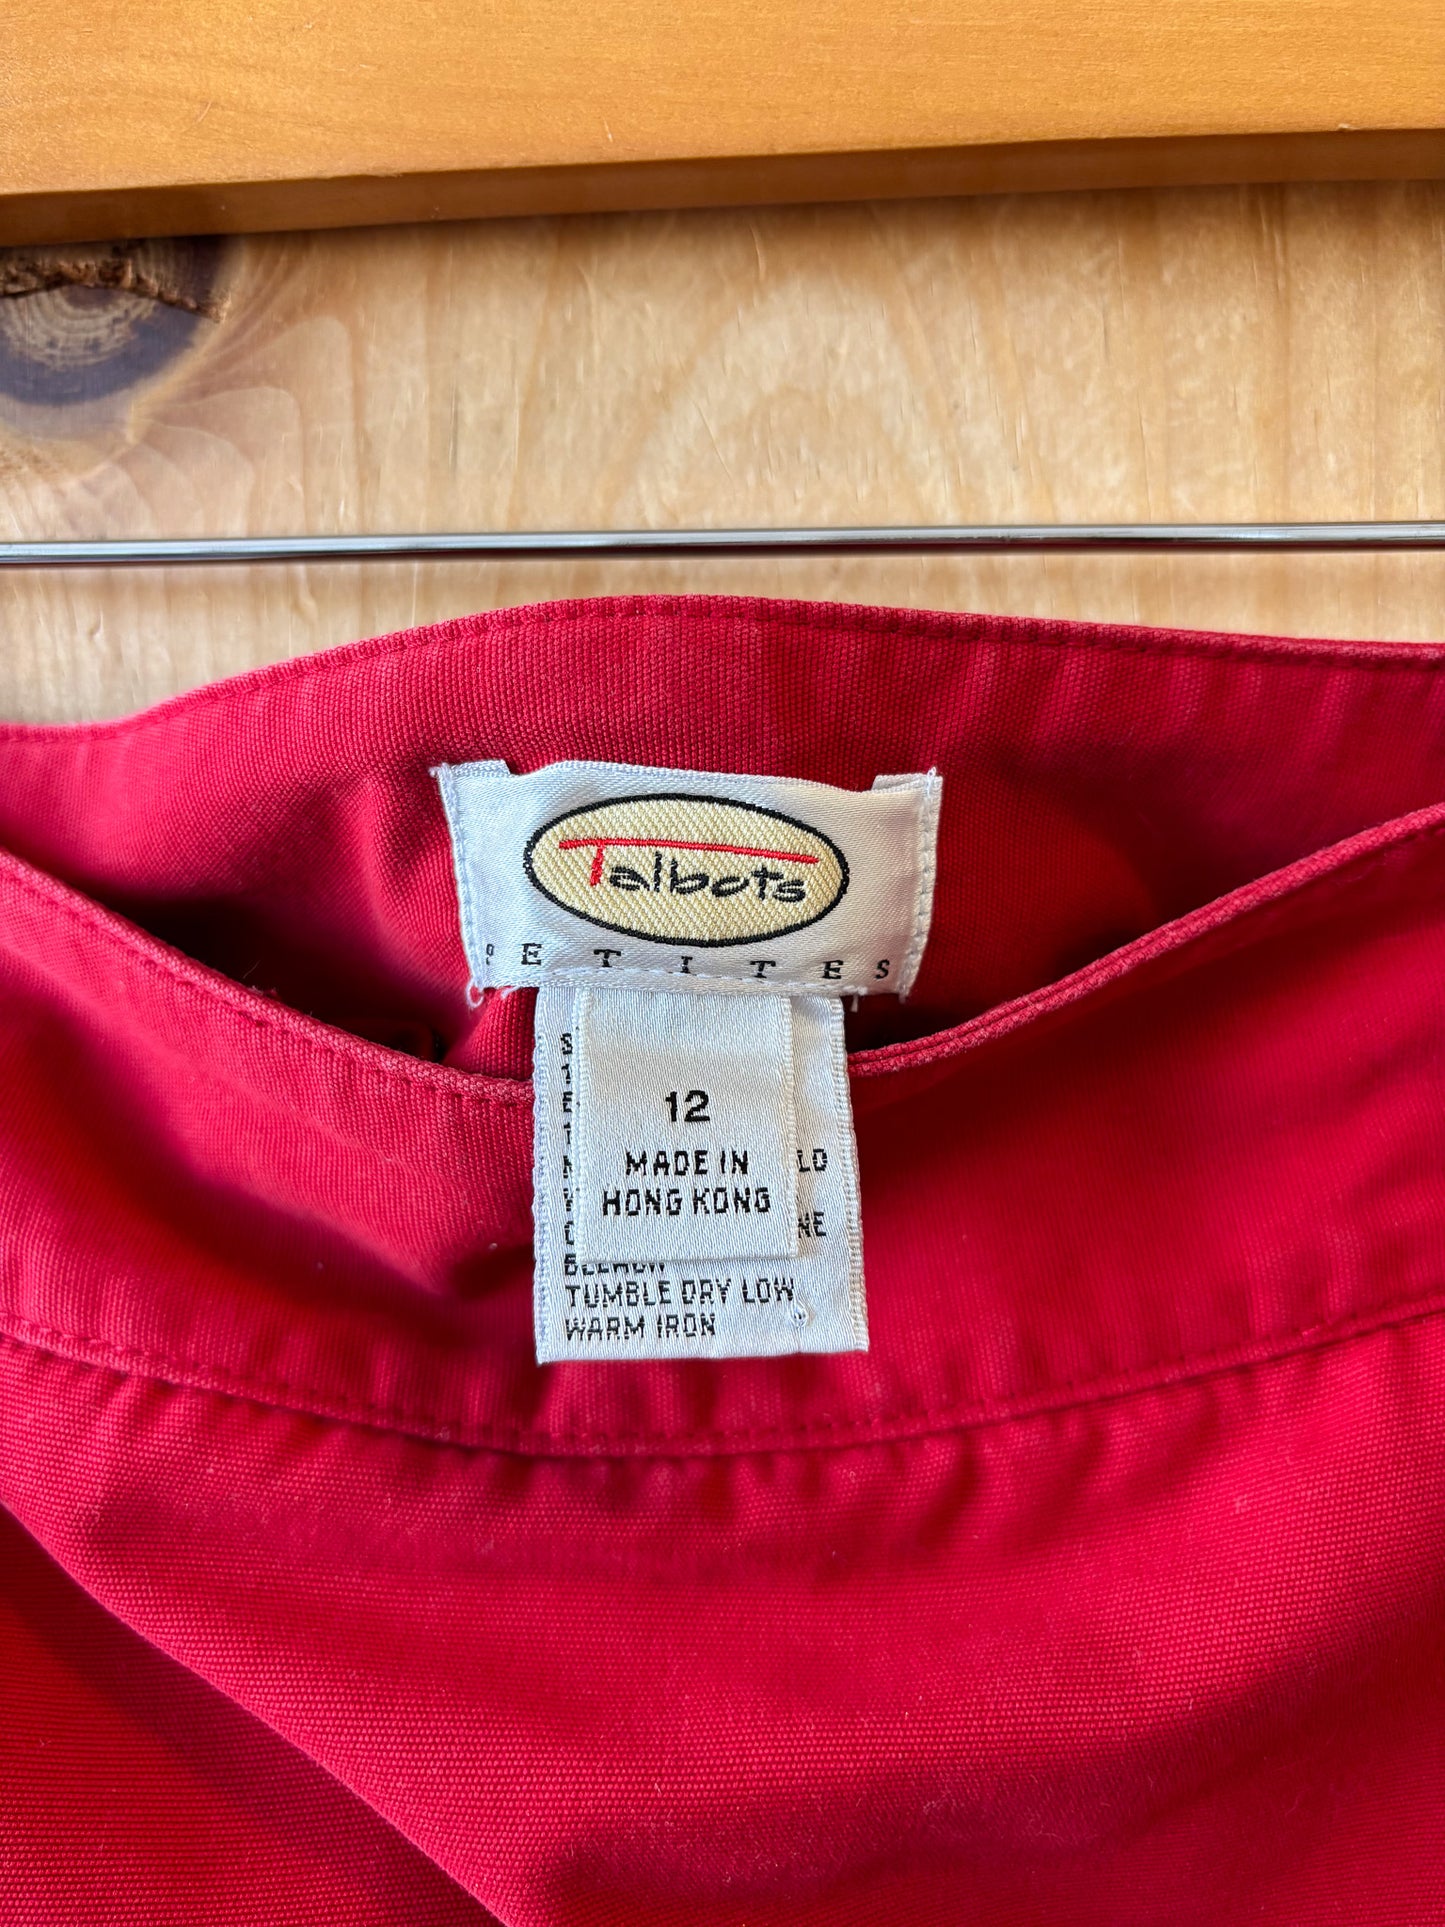 Talbots
PETITES
12
MADE IN
HONG KONG
TUMBLE DRY LOW
WARM IRON